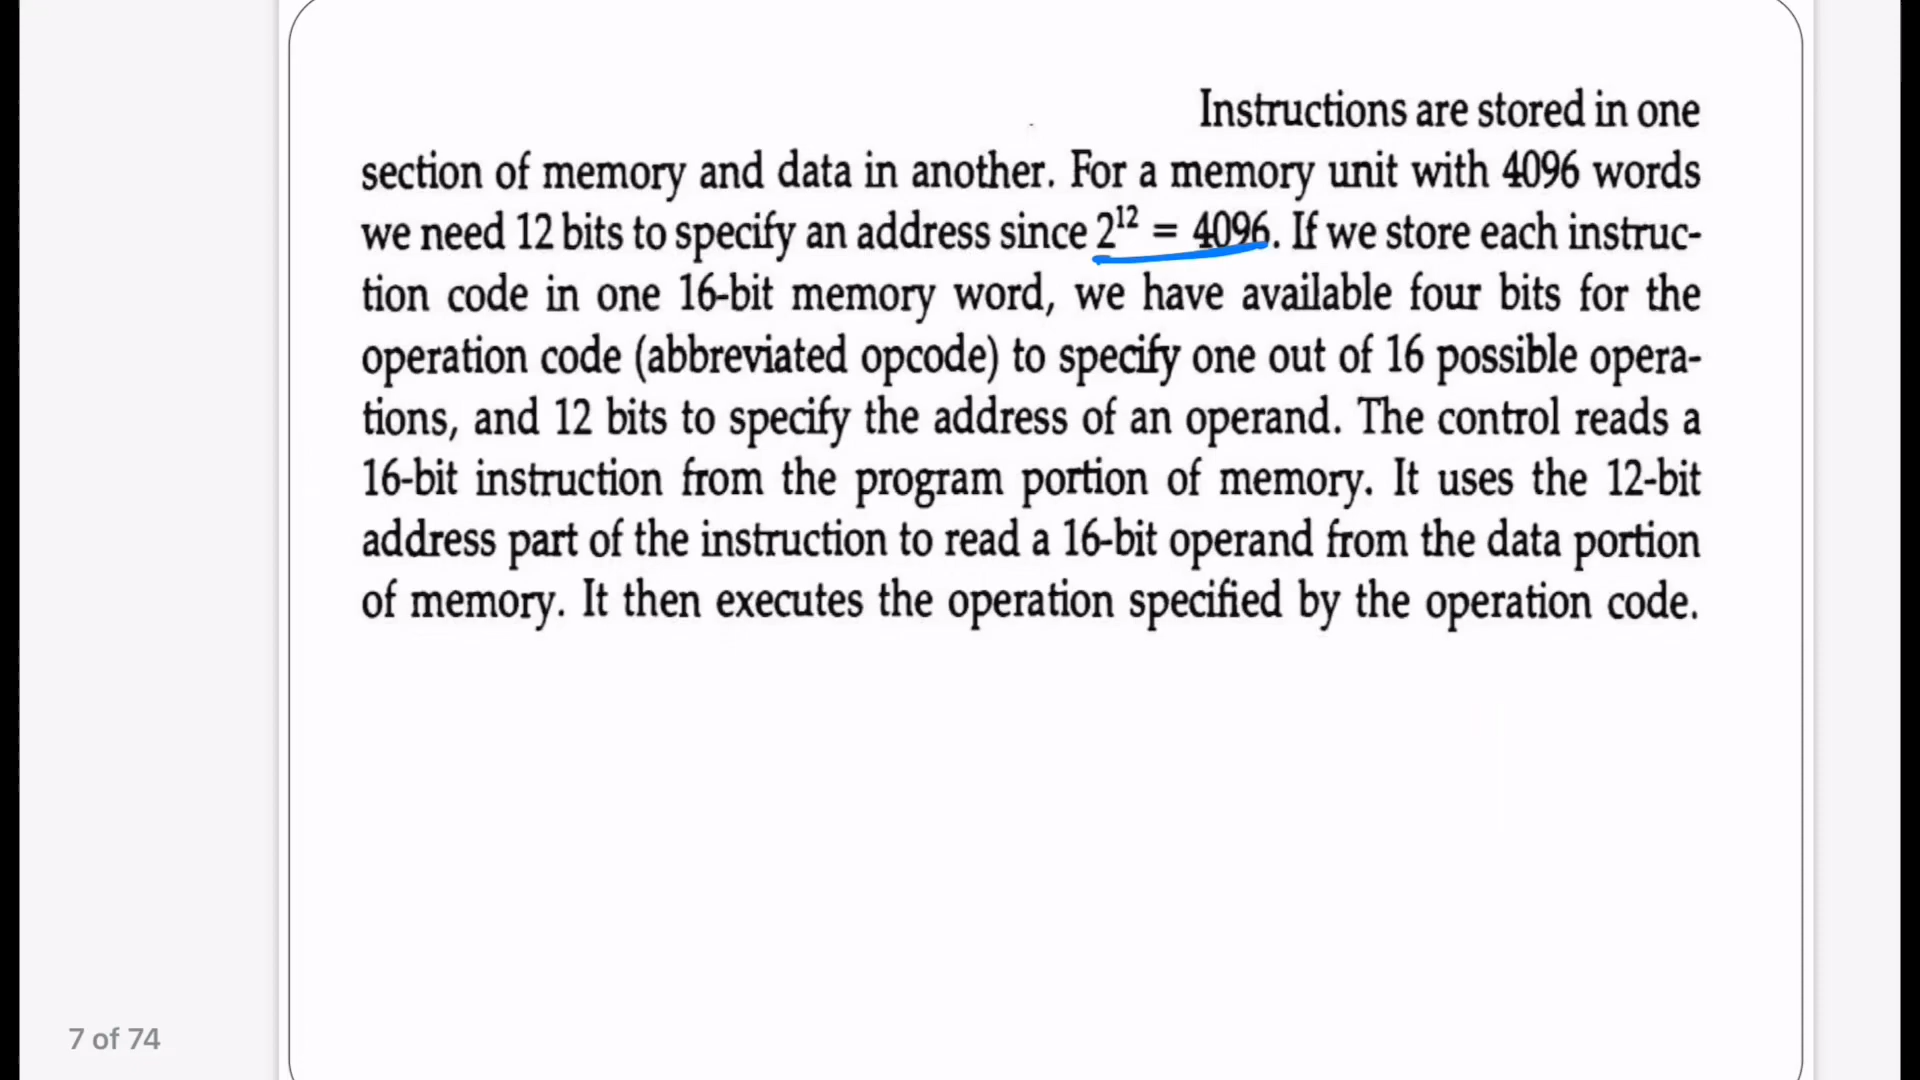 Instructions are stored in one
section of memory and data in another. For a memory unit with 4096 words
we need 12 bits to specify an address since 2¹² = 4096. If we store each instruc-
tion code in one 16-bit memory word, we have available four bits for the
operation code (abbreviated opcode) to specify one out of 16 possible opera-
tions, and 12 bits to specify the address of an operand. The control reads a
16-bit instruction from the program portion of memory. It uses the 12-bit
address part of the instruction to read a 16-bit operand from the data portion
of memory. It then executes the operation specified by the operation code.
7 of 74